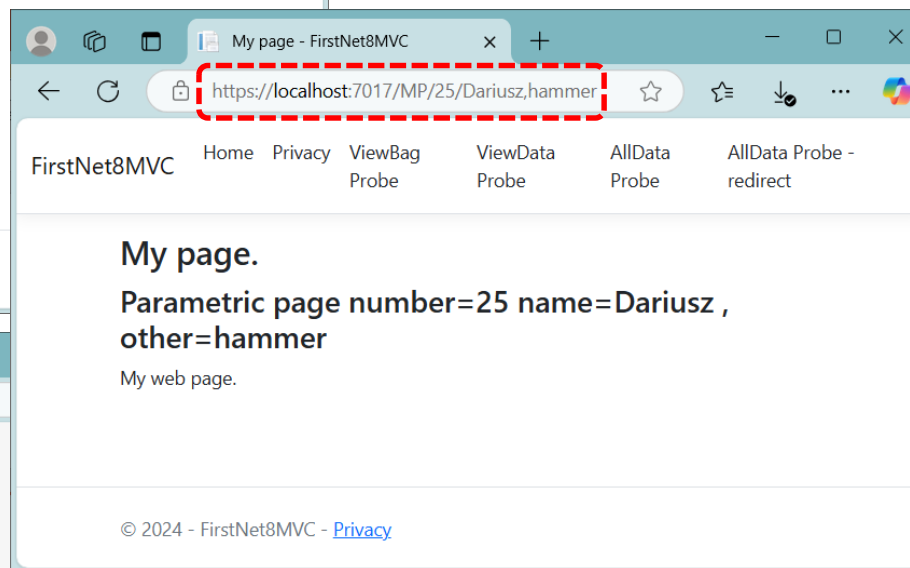 My page - FirstNet8MVC
https://localhost:7017/MP/25/Dariusz,hammer
FirstNet8MVC Home Privacy ViewBag Probe ViewData Probe AllData Probe AllData Probe - redirect
My page.
Parametric page number=25 name=Dariusz ,
other=hammer
My web page.
© 2024 - FirstNet8MVC - Privacy